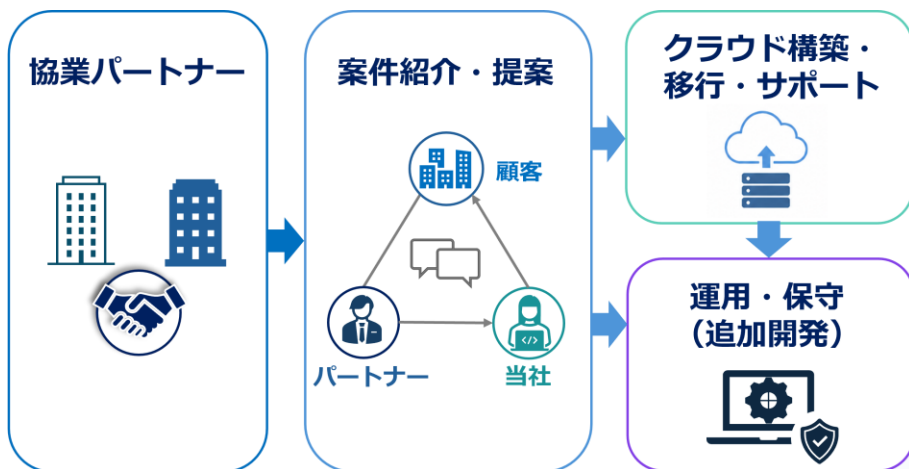 協業パートナー
案件紹介・提案
顧客
パートナー
当社
</>
クラウド構築・
移行・サポート
運用・保守
（追加開発）